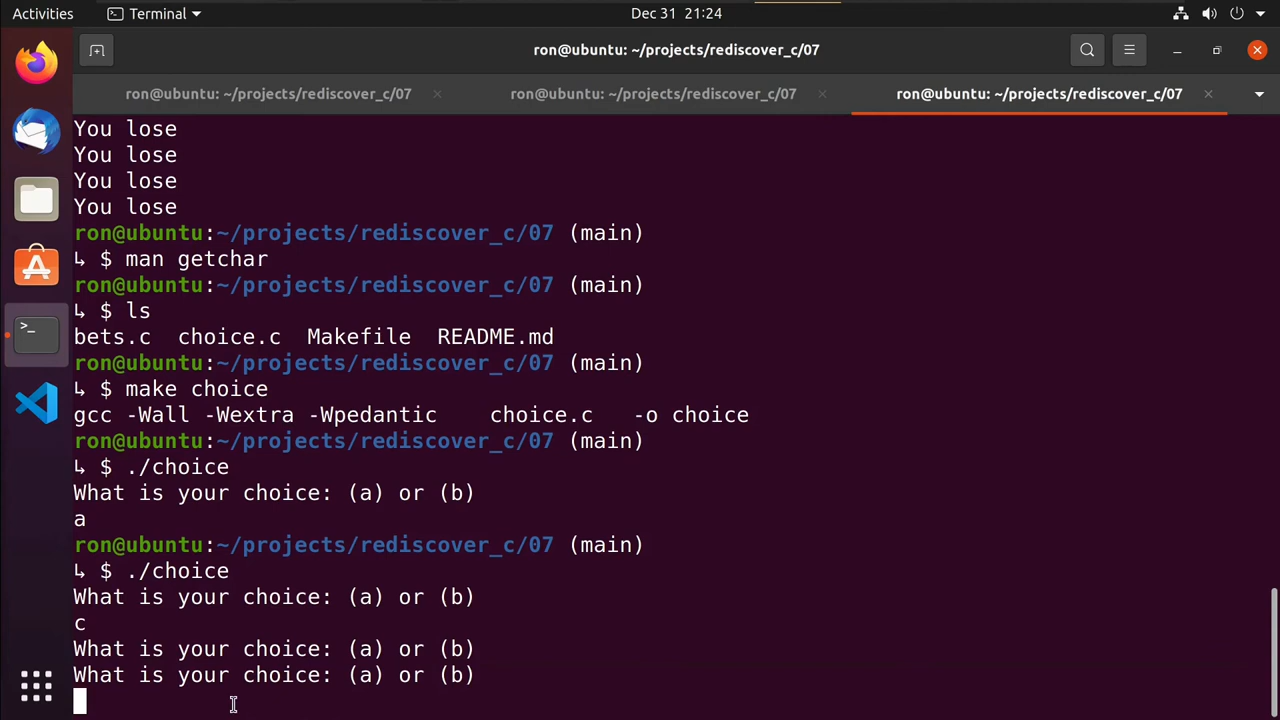 Activities Terminal Dec 31 21:24
ron@ubuntu: ~/projects/rediscover_c/07
ron@ubuntu: ~/projects/rediscover_c/07 ron@ubuntu: ~/projects/rediscover_c/07 ron@ubuntu: ~/projects/rediscover_c/07
You lose
You lose
You lose
You lose
ron@ubuntu:~/projects/rediscover_c/07 (main)
↳ $ man getchar
ron@ubuntu:~/projects/rediscover_c/07 (main)
↳ $ ls
bets.c choice.c Makefile README.md
ron@ubuntu:~/projects/rediscover_c/07 (main)
↳ $ make choice
gcc -Wall -Wextra -Wpedantic choice.c -o choice
ron@ubuntu:~/projects/rediscover_c/07 (main)
↳ $ ./choice
What is your choice: (a) or (b)
a
ron@ubuntu:~/projects/rediscover_c/07 (main)
↳ $ ./choice
What is your choice: (a) or (b)
c
What is your choice: (a) or (b)
What is your choice: (a) or (b)